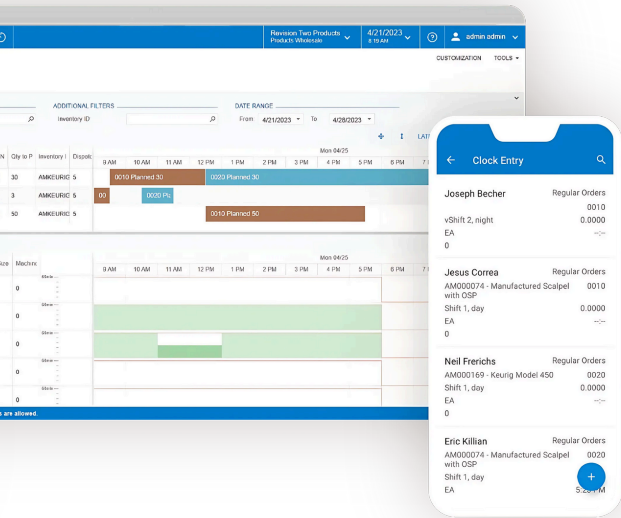 Revision Two Products
Products Wholesale
4/21/2023
8:19 AM
admin admin
CUSTOMIZATION TOOLS
ADDITIONAL FILTERS
DATE RANGE
Inventory ID
From 4/21/2023 To 4/28/2023
Mon 04/25
N Qty to P Inventory I Dispatc
9 AM 10 AM 11 AM 12 PM 1 PM 2 PM 3 PM 4 PM 5 PM 6 PM 7
30 AMKEURIG 5 0010 Planned 30 0020 Planned 30
3 AMKEURIG 5 00 0020 Pla
50 AMKEURIG 5 0010 Planned 50
Mon 04/25
Size Machine
9 AM 10 AM 11 AM 12 PM 1 PM 2 PM 3 PM 4 PM 5 PM 6 PM 7
0
0
0
0
0
s are allowed.
Clock Entry
Joseph Becher Regular Orders
0010
vShift 2, night 0.0000
EA --:--
0
Jesus Correa Regular Orders
AM000074 - Manufactured Scalpel 0010
with OSP
Shift 1, day 0.0000
EA --:--
0
Neil Frerichs Regular Orders
AM000169 - Keurig Model 450 0020
Shift 1, day 0.0000
EA --:--
0
Eric Killian Regular Orders
AM000074 - Manufactured Scalpel 0020
with OSP
Shift 1, day
EA